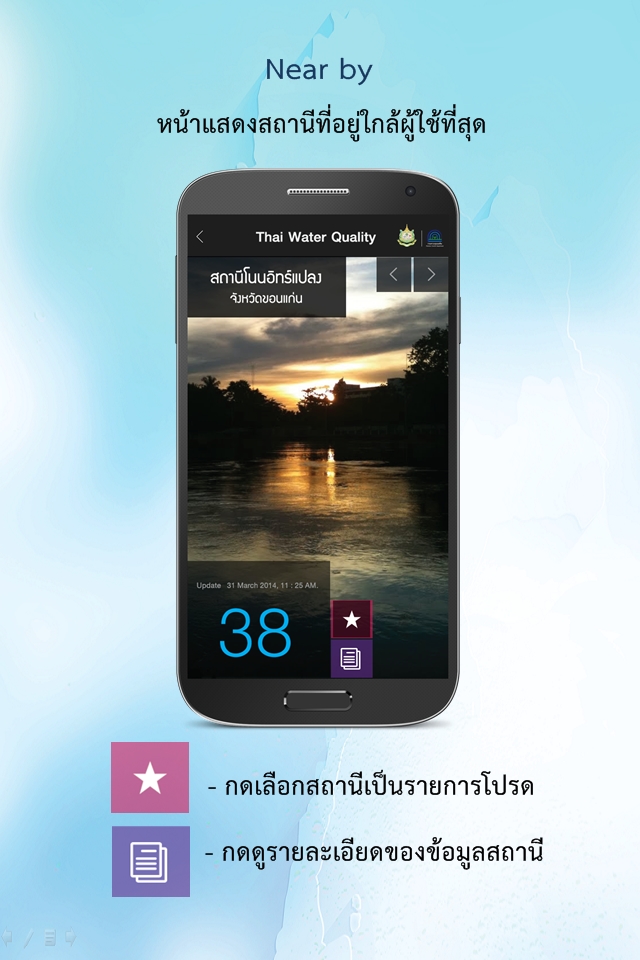 Near by
หน้าแสดงสถานีที่อยู่ใกล้ผู้ใช้ที่สุด
Thai Water Quality
สถานีโนนอิทร์แปลง
จังหวัดขอนแก่น
Update 31 March 2014, 11 : 25 AM.
38
- กดเลือกสถานีเป็นรายการโปรด
- กดดูรายละเอียดของข้อมูลสถานี